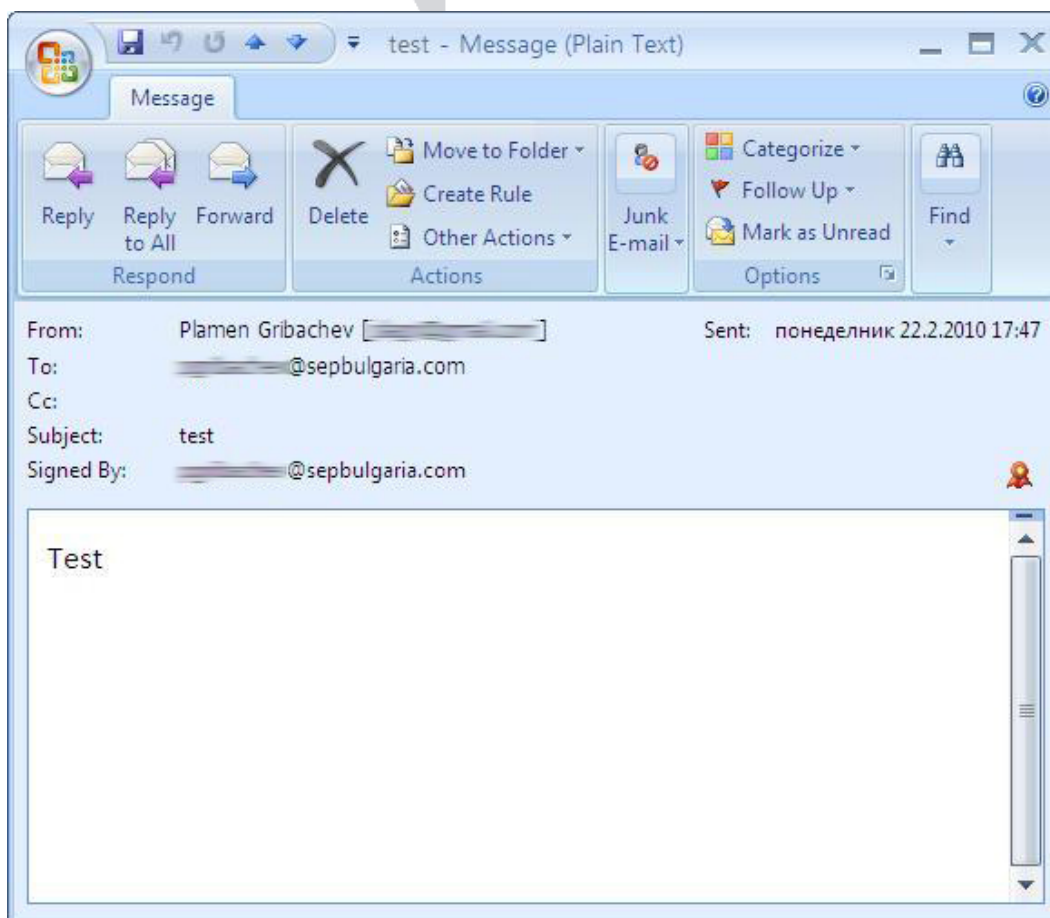 test - Message (Plain Text)
Message
Reply
Reply to All
Forward
Respond
Delete
Move to Folder
Create Rule
Other Actions
Actions
Junk E-mail
Categorize
Follow Up
Mark as Unread
Options
Find
From: Plamen Gribachev [ ] Sent: понеделник 22.2.2010 17:47
To: @sepbulgaria.com
Cc:
Subject: test
Signed By: @sepbulgaria.com
Test